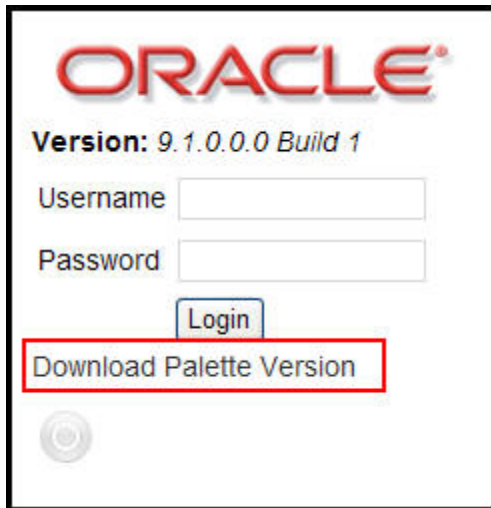 ORACLE®
Version: 9.1.0.0.0 Build 1
Username
Password
Login
Download Palette Version